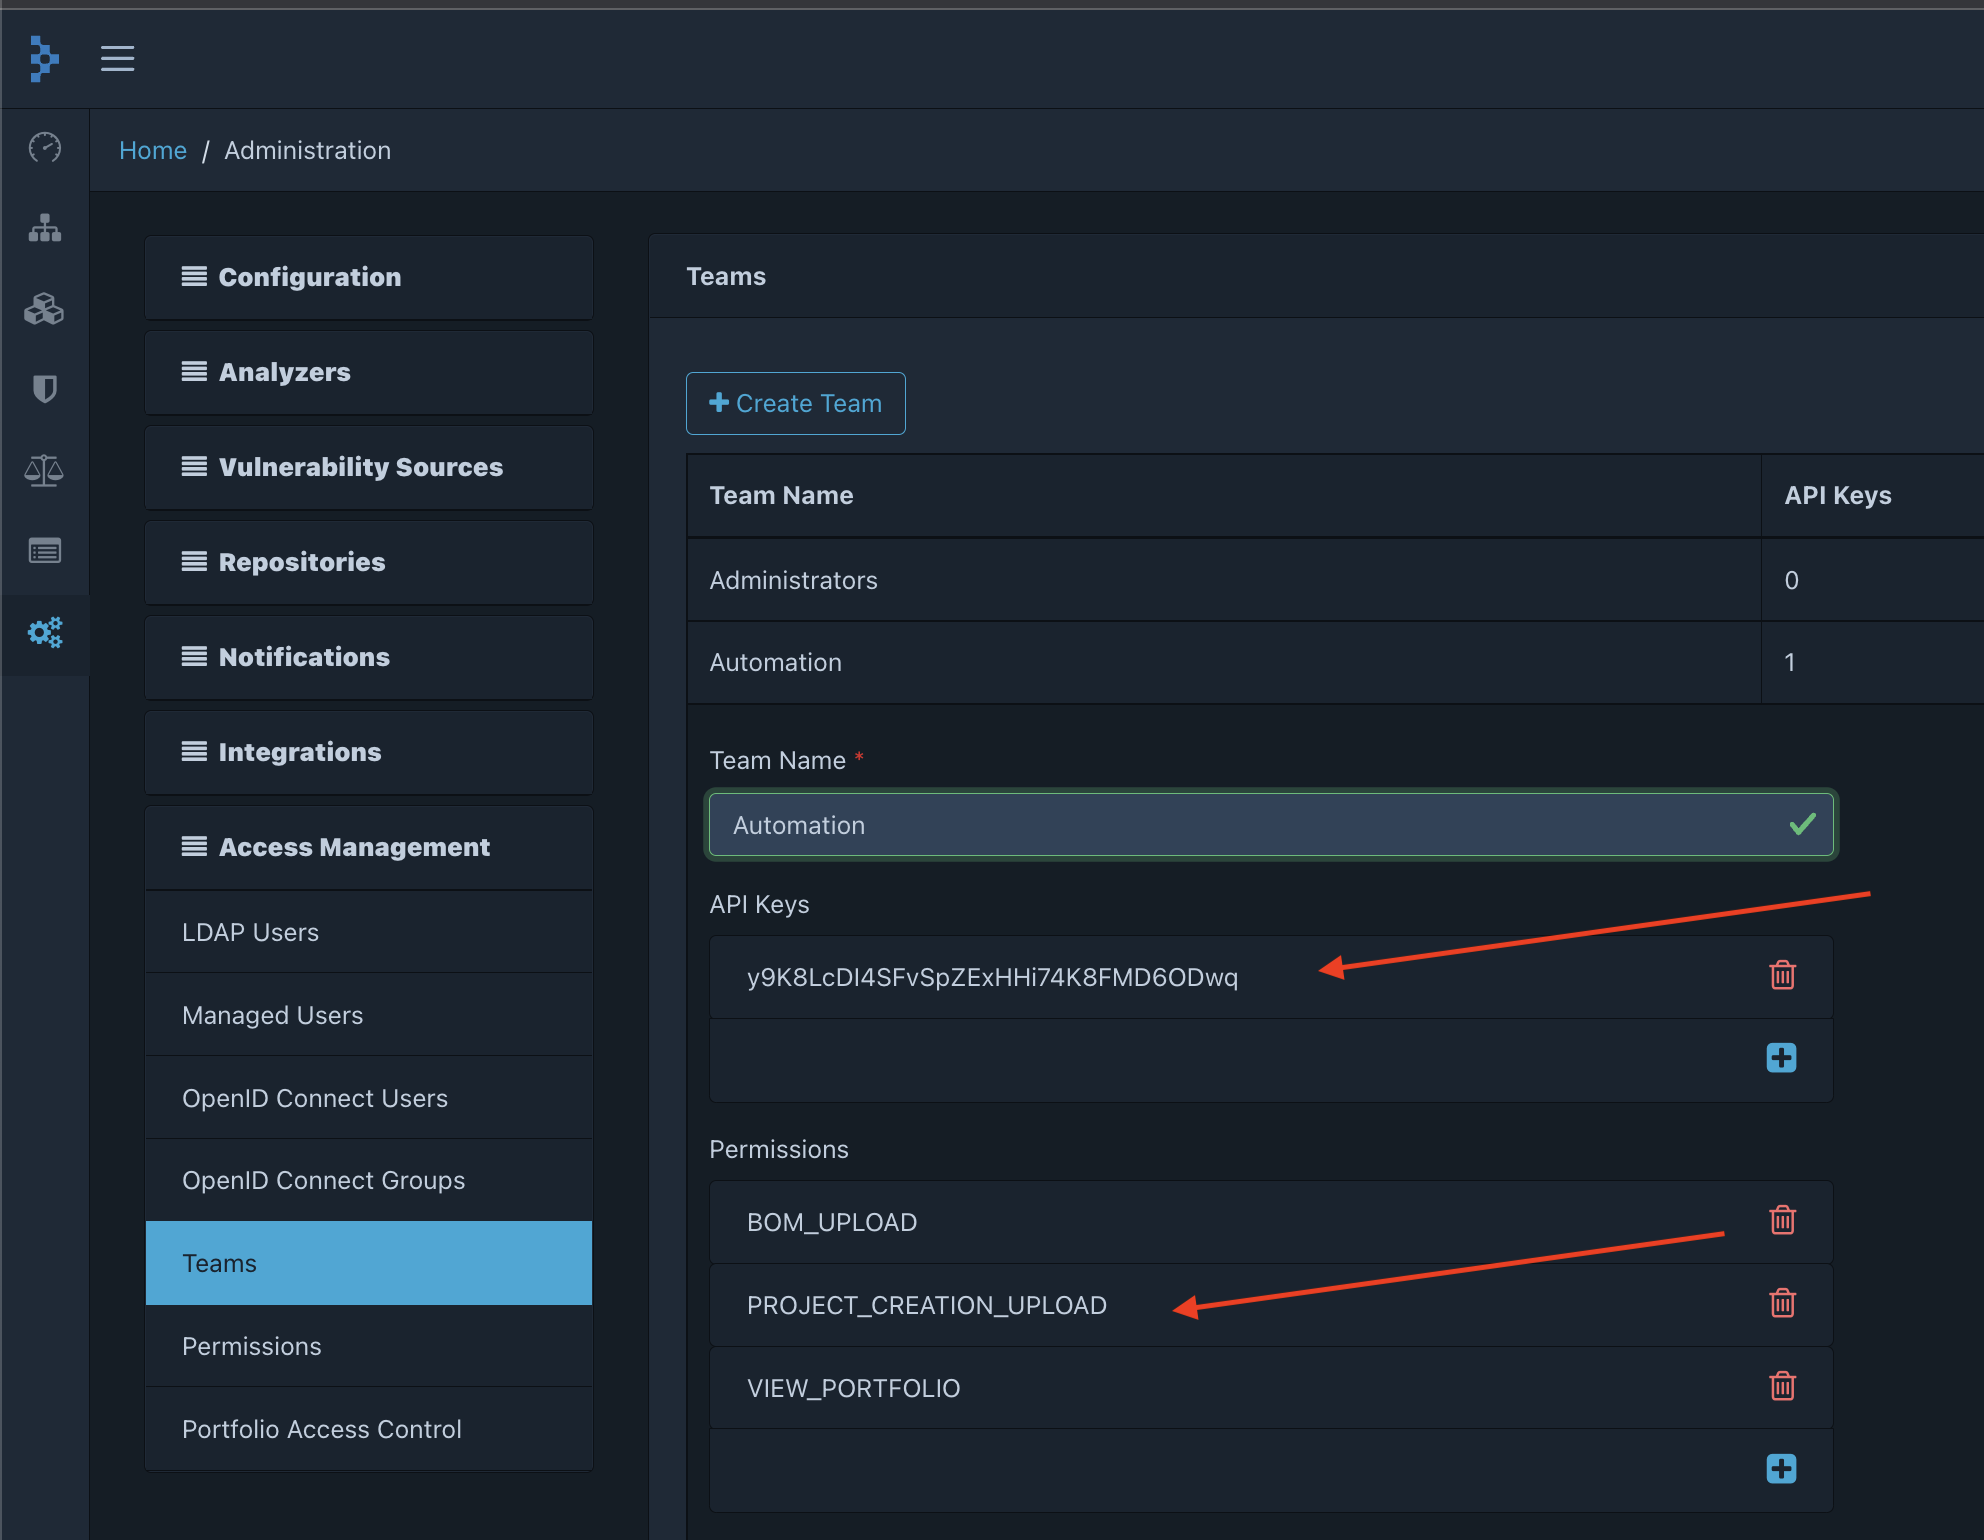 Home / Administration
Configuration
Analyzers
Vulnerability Sources
Repositories
Notifications
Integrations
Access Management
LDAP Users
Managed Users
OpenID Connect Users
OpenID Connect Groups
Teams
Permissions
Portfolio Access Control
Teams
Create Team
Team Name API Keys
Administrators 0
Automation 1
Team Name *
Automation
API Keys
y9K8LcDI4SFvSpZExHHi74K8FMD6ODwq
Permissions
BOM_UPLOAD
PROJECT_CREATION_UPLOAD
VIEW_PORTFOLIO